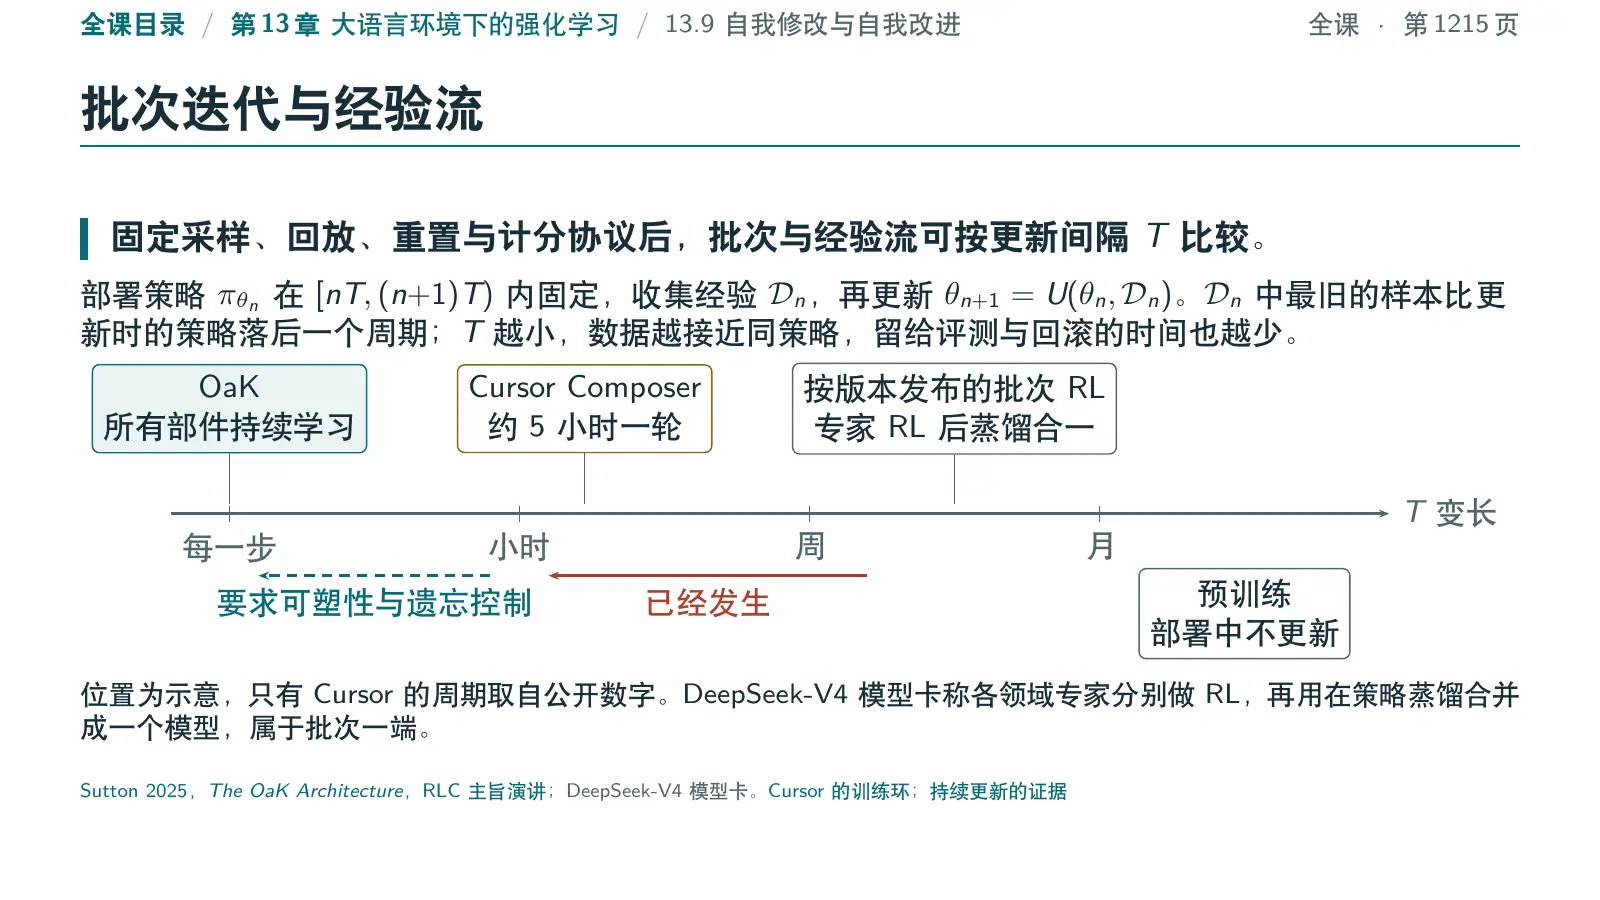 全课目录 / 第 13 章 大语言环境下的强化学习 / 13.9 自我修改与自我改进
全课 · 第 1215 页
批次迭代与经验流
固定采样、回放、重置与计分协议后，批次与经验流可按更新间隔 T 比较。
部署策略 π_{θ_n} 在 [nT, (n+1)T) 内固定，收集经验 𝒟_n，再更新 θ_{n+1} = U(θ_n, 𝒟_n)。𝒟_n 中最旧的样本比更
新时的策略落后一个周期；T 越小，数据越接近同策略，留给评测与回滚的时间也越少。
OaK
所有部件持续学习
Cursor Composer
约 5 小时一轮
按版本发布的批次 RL
专家 RL 后蒸馏合一
T 变长
每一步
小时
周
月
要求可塑性与遗忘控制
已经发生
预训练
部署中不更新
位置为示意，只有 Cursor 的周期取自公开数字。DeepSeek-V4 模型卡称各领域专家分别做 RL，再用在策略蒸馏合并
成一个模型，属于批次一端。
Sutton 2025，The OaK Architecture，RLC 主旨演讲；DeepSeek-V4 模型卡。Cursor 的训练环；持续更新的证据